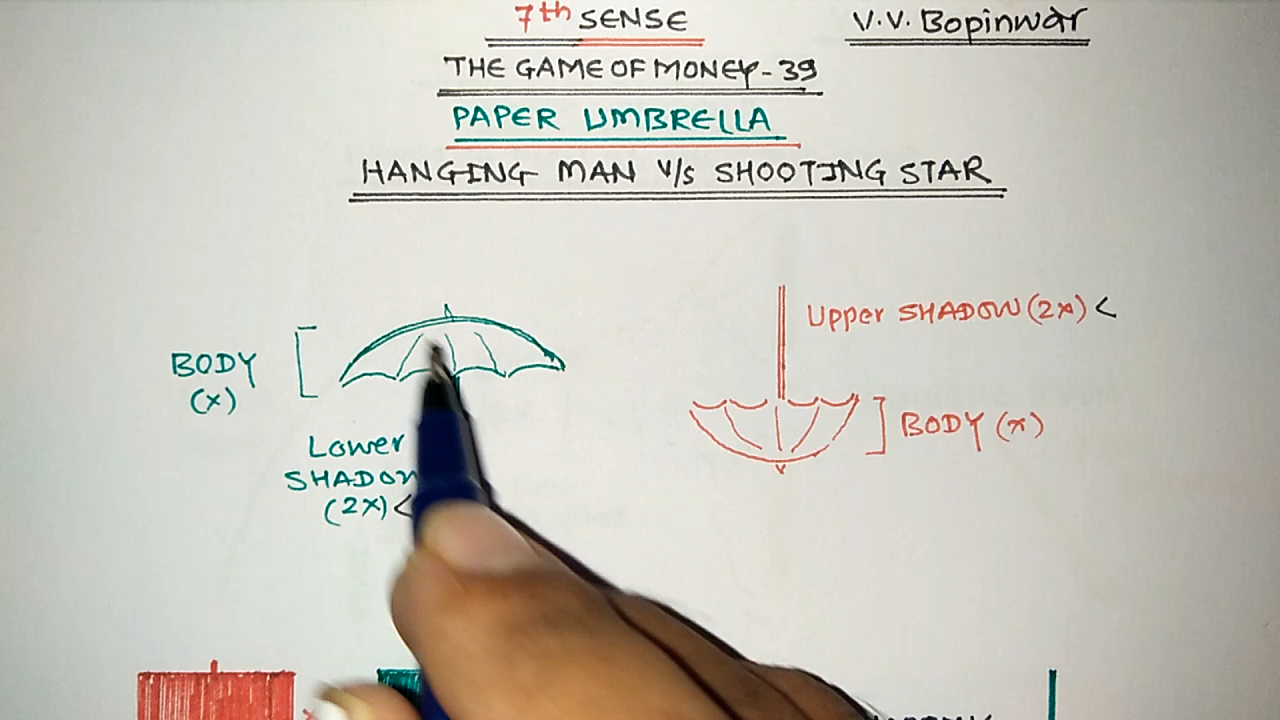 7th SENSE
V.V. Bopinwar
THE GAME OF MONEY - 39
PAPER UMBRELLA
HANGING MAN V/S SHOOTING STAR
Upper SHADOW (2x) <
BODY
(x)
BODY (x)
Lower
SHADOW
(2x) <